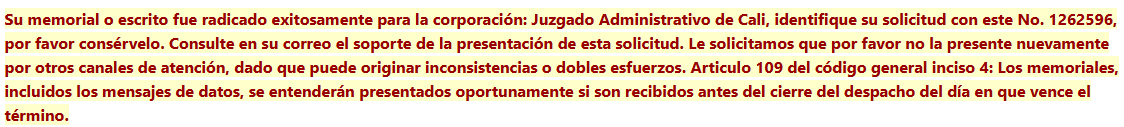 Su memorial o escrito fue radicado exitosamente para la corporación: Juzgado Administrativo de Cali, identifique su solicitud con este No. 1262596,
por favor consérvelo. Consulte en su correo el soporte de la presentación de esta solicitud. Le solicitamos que por favor no la presente nuevamente
por otros canales de atención, dado que puede originar inconsistencias o dobles esfuerzos. Articulo 109 del código general inciso 4: Los memoriales,
incluidos los mensajes de datos, se entenderán presentados oportunamente si son recibidos antes del cierre del despacho del día en que vence el
término.